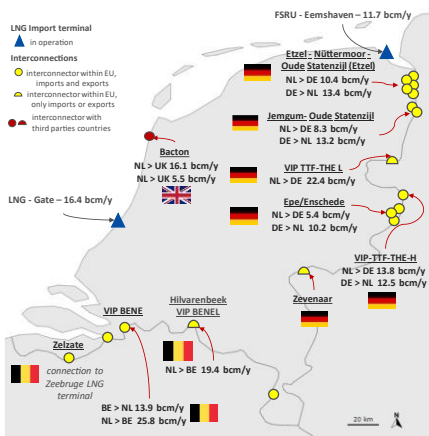 FSRU - Eemshaven – 11.7 bcm/y
LNG Import terminal
in operation
Interconnections
interconnector within EU,
imports and exports
interconnector within EU,
only imports or exports
interconnector with
third parties countries
Etzel - Nüttermoor -
Oude Statenzijl (Etzel)
NL > DE 10.4 bcm/y
DE > NL 13.4 bcm/y
Jemgum- Oude Statenzijl
NL > DE 8.3 bcm/y
DE > NL 13.2 bcm/y
Bacton
NL > UK 16.1 bcm/y
NL > UK 5.5 bcm/y
VIP TTF-THE L
NL > DE 22.4 bcm/y
LNG - Gate – 16.4 bcm/y
Epe/Enschede
NL > DE 5.4 bcm/y
DE > NL 10.2 bcm/y
VIP-TTF-THE-H
NL > DE 13.8 bcm/y
DE > NL 12.5 bcm/y
Zevenaar
Hilvarenbeek
VIP BENEL
NL > BE 19.4 bcm/y
VIP BENE
Zelzate
connection to
Zeebruge LNG
terminal
BE > NL 13.9 bcm/y
NL > BE 25.8 bcm/y
20 km
N